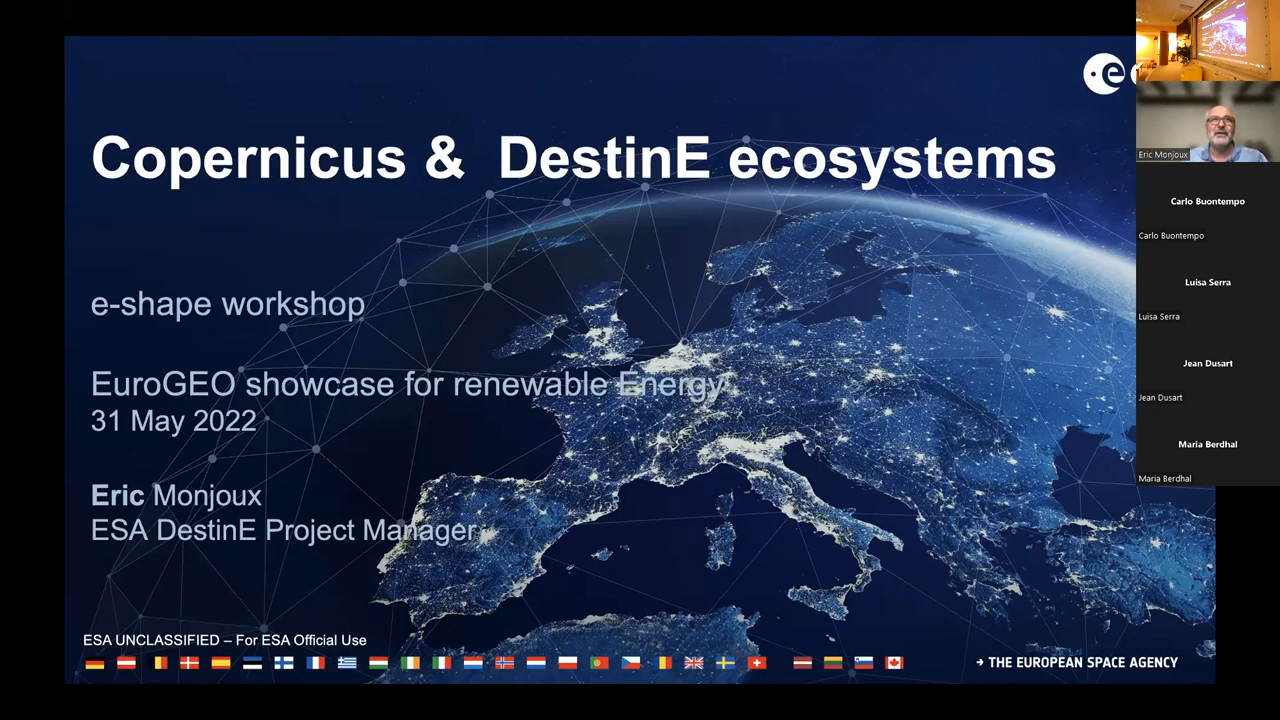 Copernicus & DestinE ecosystems
e-shape workshop
EuroGEO showcase for renewable Energy
31 May 2022
Eric Monjoux
ESA DestinE Project Manager
ESA UNCLASSIFIED – For ESA Official Use
→ THE EUROPEAN SPACE AGENCY
e
Eric Monjoux
Carlo Buontempo
Carlo Buontempo
Luisa Serra
Luisa Serra
Jean Dusart
Jean Dusart
Maria Berdhal
Maria Berdhal